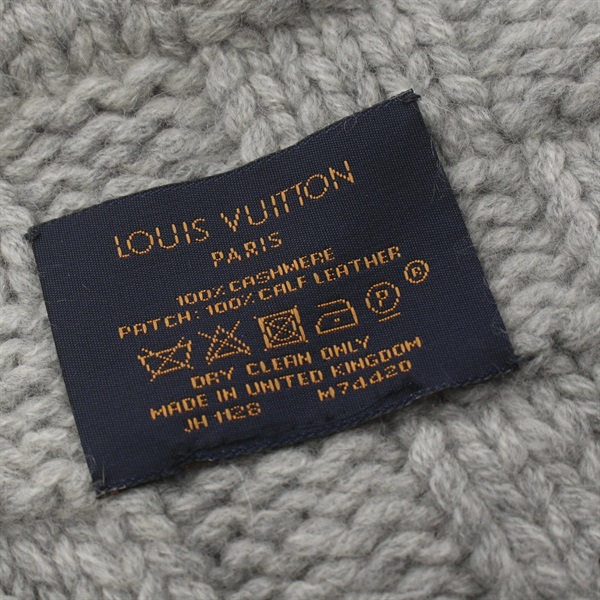 LOUIS VUITTON
PARIS
100% CASHMERE
PATCH: 100% CALF LEATHER
P ®
DRY CLEAN ONLY
MADE IN UNITED KINGDOM
JH 1128 M74420